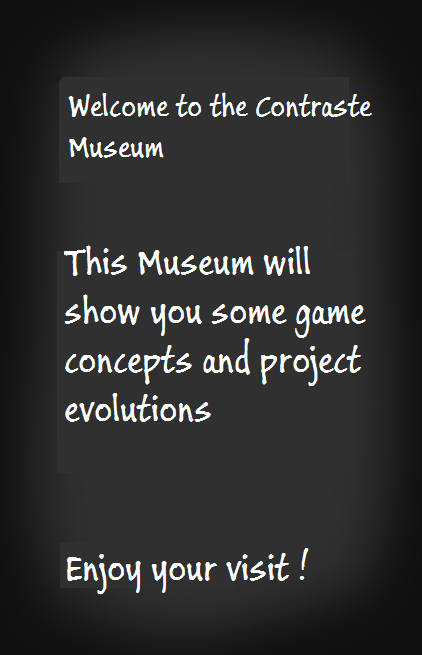 Welcome to the Contraste
Museum
This Museum will
show you some game
concepts and project
evolutions
Enjoy your visit !